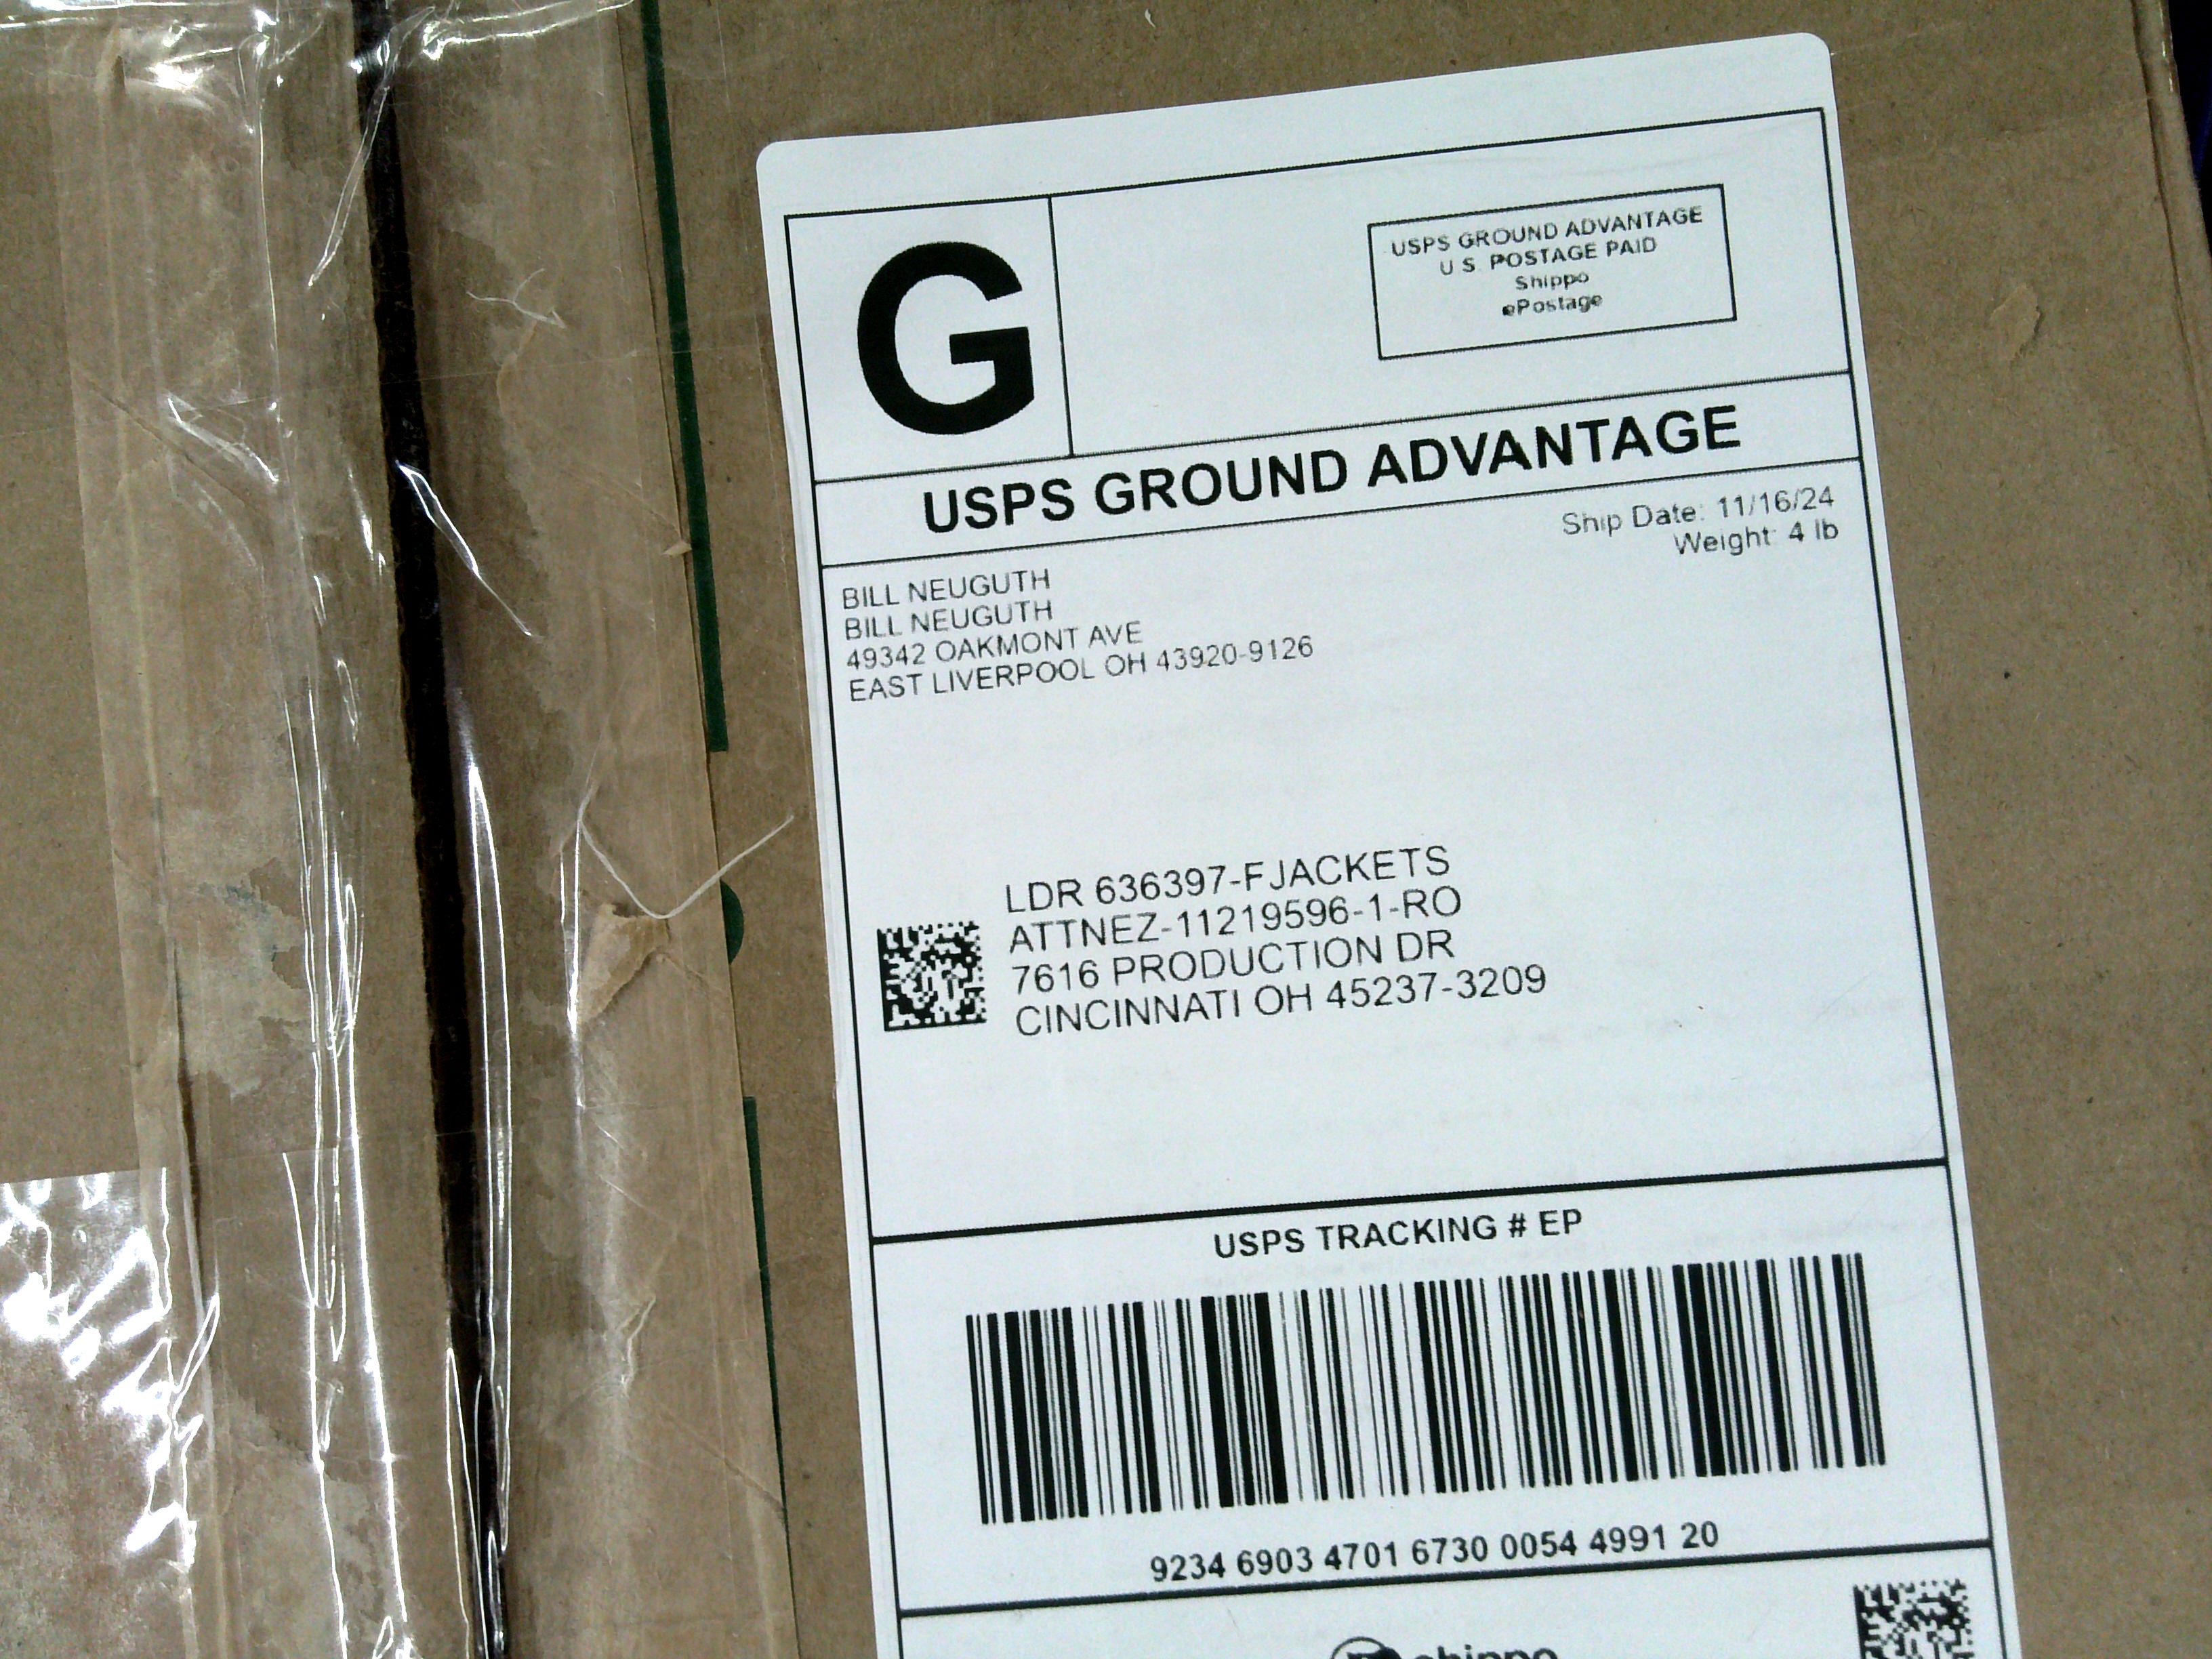 G
USPS GROUND ADVANTAGE
U.S. POSTAGE PAID
Shippo
ePostage
USPS GROUND ADVANTAGE
Ship Date: 11/16/24
Weight: 4 lb
BILL NEUGUTH
BILL NEUGUTH
49342 OAKMONT AVE
EAST LIVERPOOL OH 43920-9126
LDR 636397-FJACKETS
ATTNEZ-11219596-1-RO
7616 PRODUCTION DR
CINCINNATI OH 45237-3209
USPS TRACKING # EP
9234 6903 4701 6730 0054 4991 20
shippo